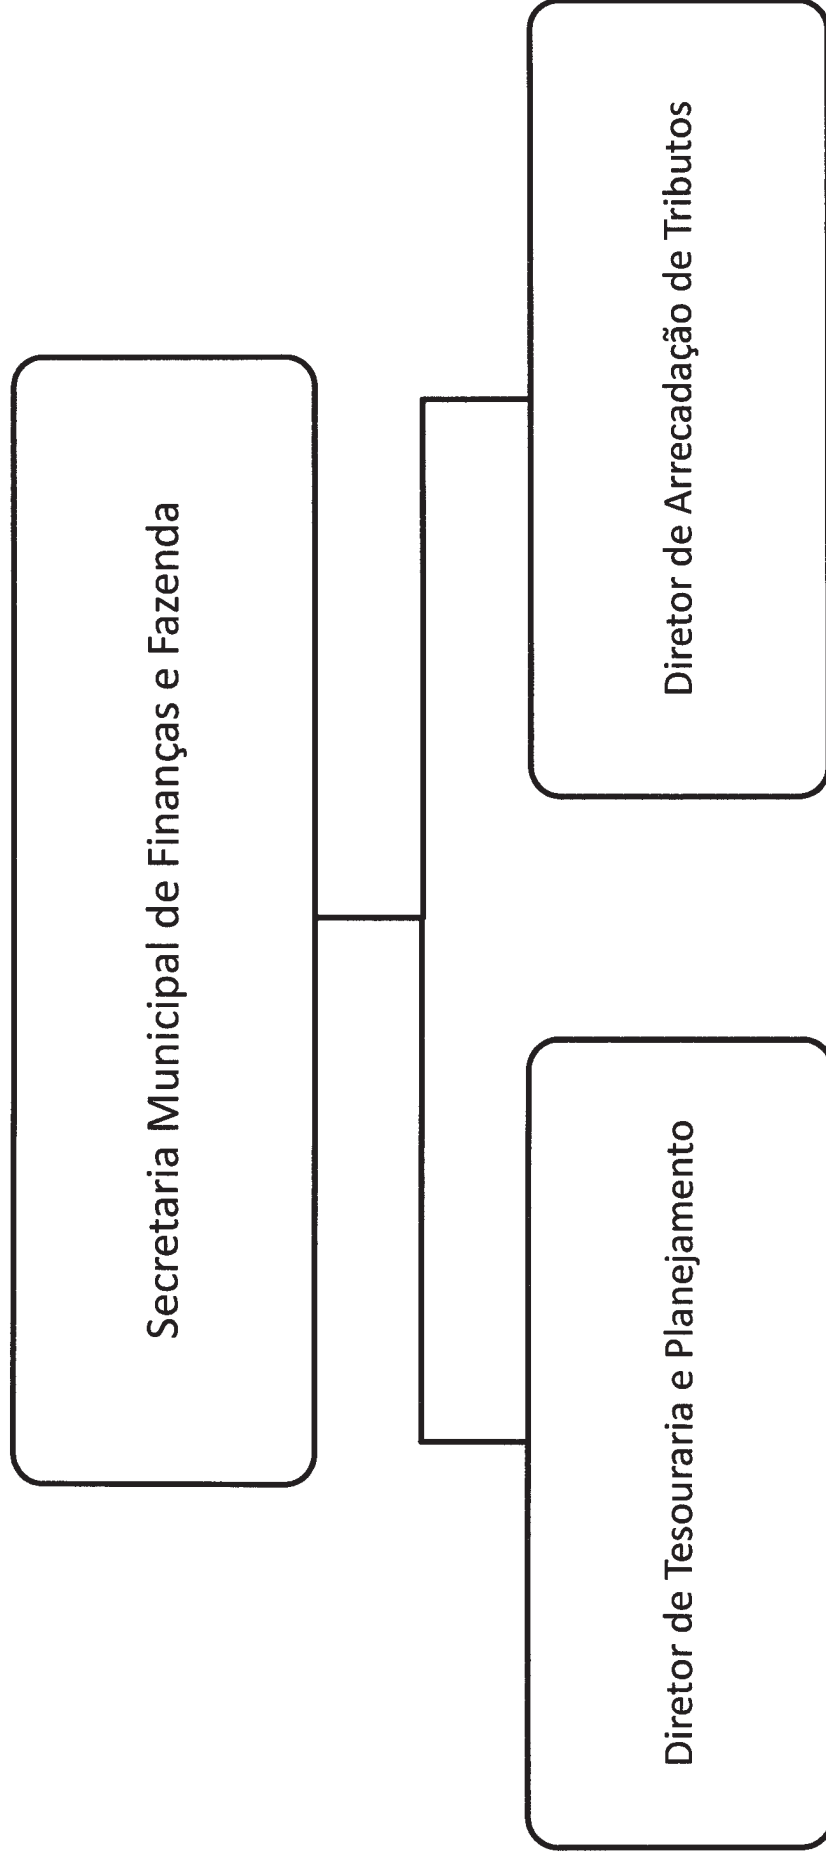 Secretaria Municipal de Finanças e Fazenda
Diretor de Tesouraria e Planejamento
Diretor de Arrecadação de Tributos